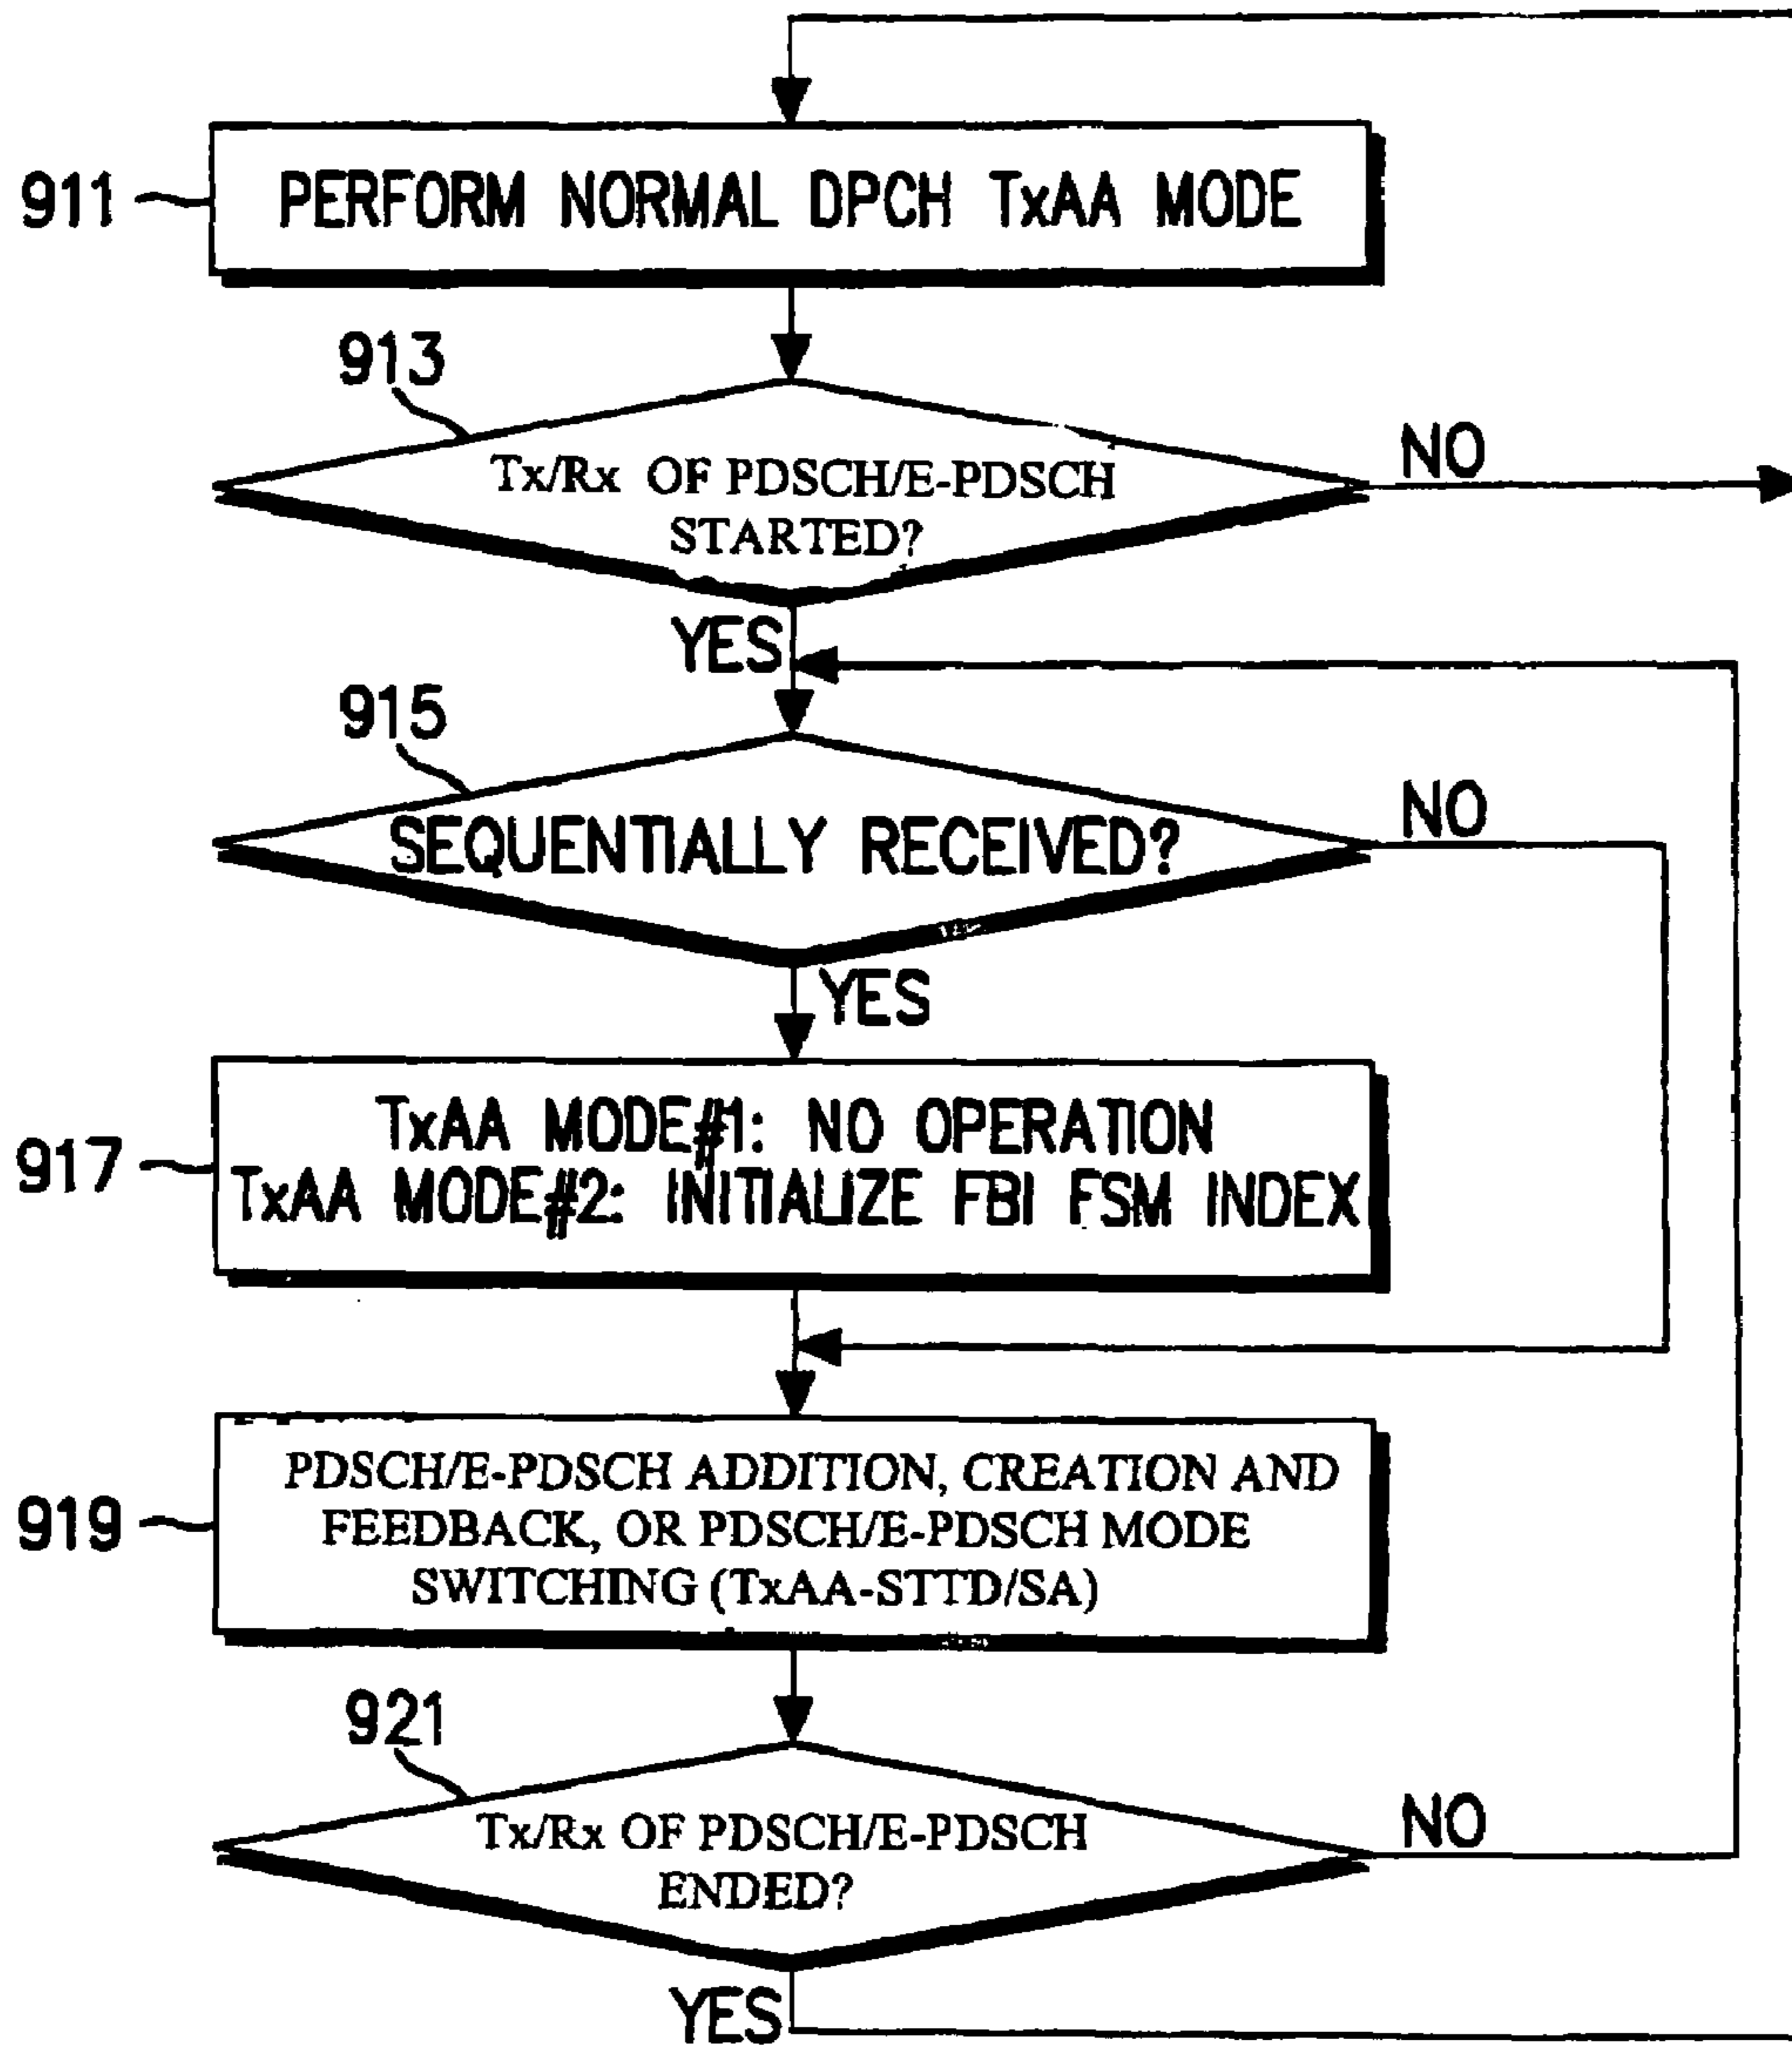 911
PERFORM NORMAL DPCH TxAA MODE
913
Tx/Rx OF PDSCH/E-PDSCH
STARTED?
NO
YES
915
SEQUENTIALLY RECEIVED?
NO
YES
917
TxAA MODE#1: NO OPERATION
TxAA MODE#2: INITIALIZE FBI FSM INDEX
919
PDSCH/E-PDSCH ADDITION, CREATION AND
FEEDBACK, OR PDSCH/E-PDSCH MODE
SWITCHING (TxAA-STTD/SA)
921
Tx/Rx OF PDSCH/E-PDSCH
ENDED?
NO
YES